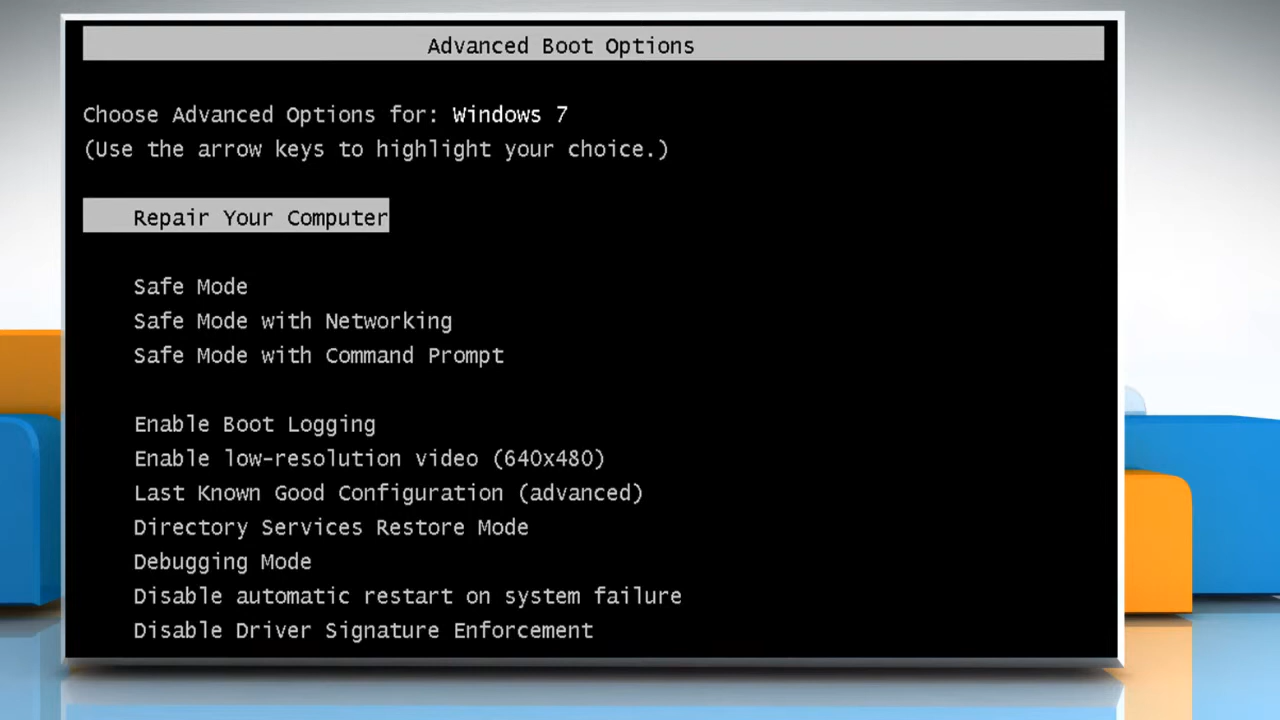 Advanced Boot Options
Choose Advanced Options for: Windows 7
(Use the arrow keys to highlight your choice.)
Repair Your Computer
Safe Mode
Safe Mode with Networking
Safe Mode with Command Prompt
Enable Boot Logging
Enable low-resolution video (640x480)
Last Known Good Configuration (advanced)
Directory Services Restore Mode
Debugging Mode
Disable automatic restart on system failure
Disable Driver Signature Enforcement